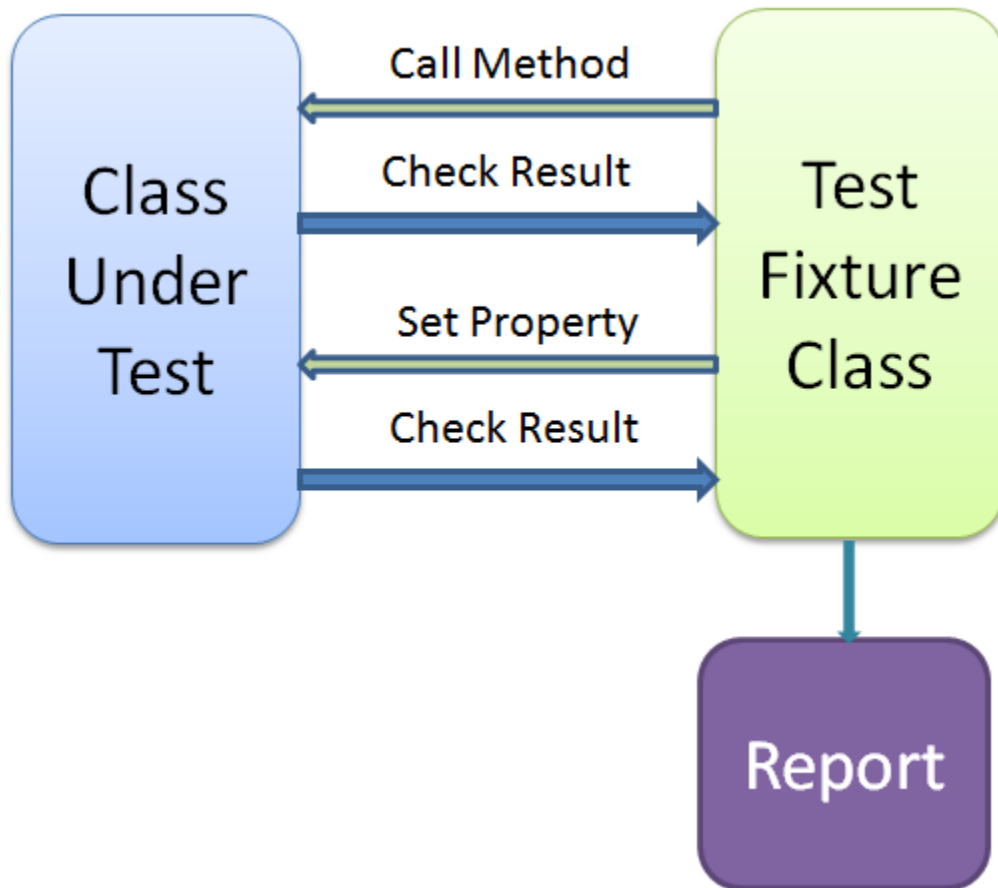 Class
Under
Test
Call Method
Check Result
Set Property
Check Result
Test
Fixture
Class
Report